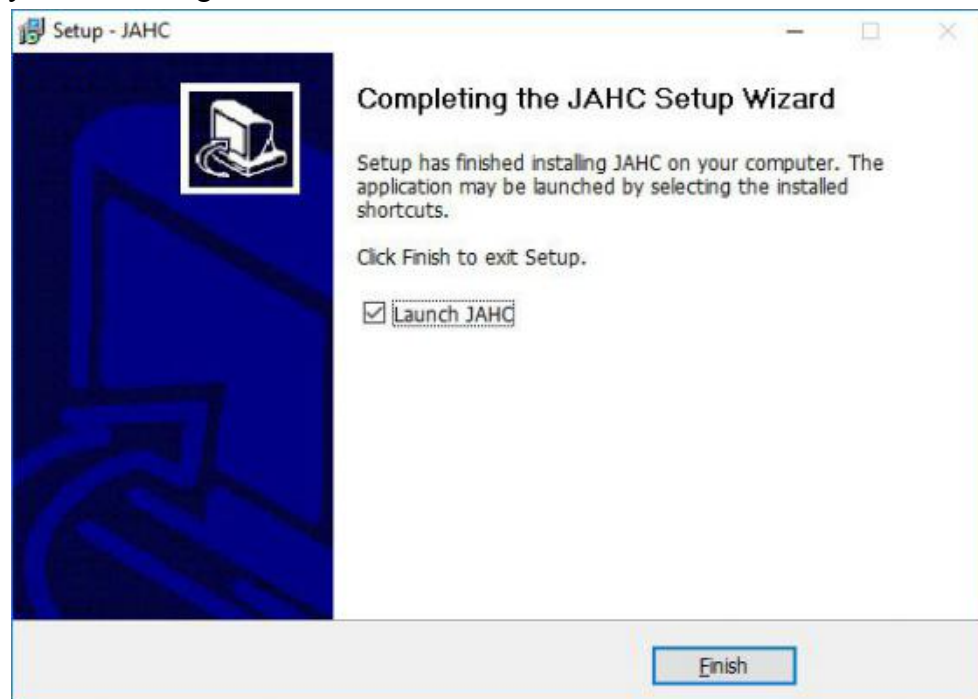 Setup - JAHC
Completing the JAHC Setup Wizard
Setup has finished installing JAHC on your computer. The
application may be launched by selecting the installed
shortcuts.
Click Finish to exit Setup.
Launch JAHC
Finish